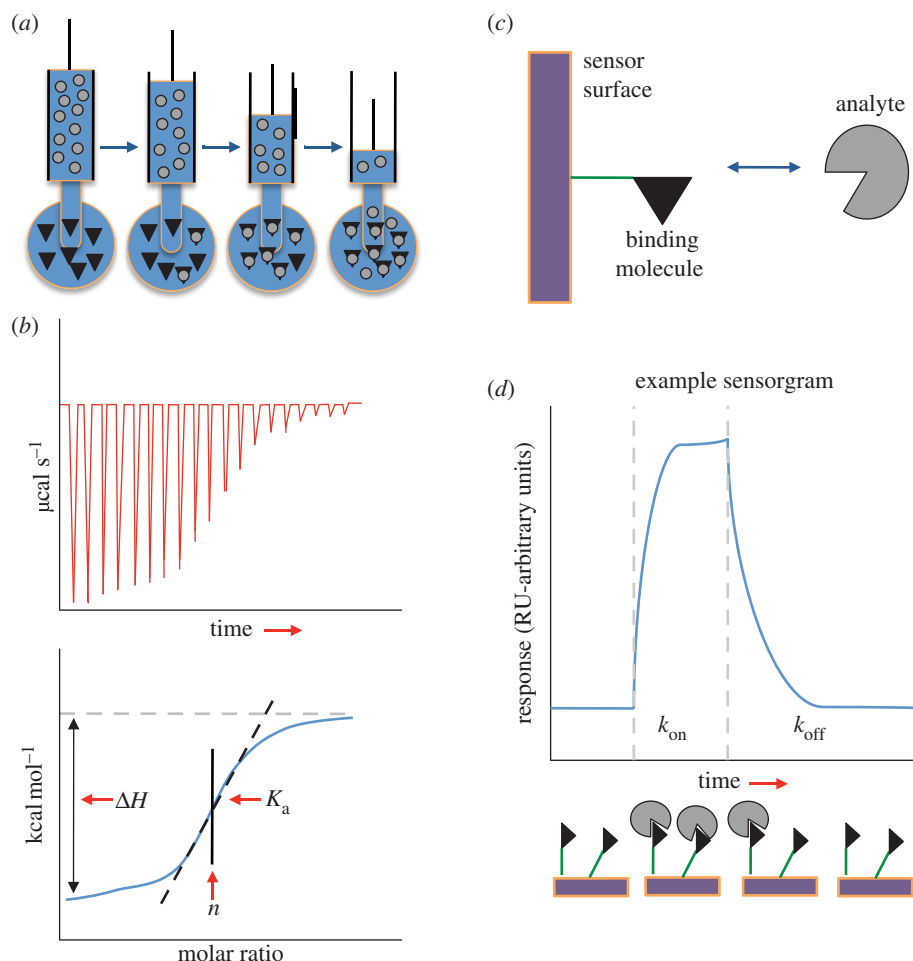 (a)
(b)
μcal s⁻¹
time
kcal mol⁻¹
ΔH
Kₐ
n
molar ratio
(c)
sensor
surface
analyte
binding
molecule
(d)
example sensorgram
response (RU-arbitrary units)
k_on
k_off
time